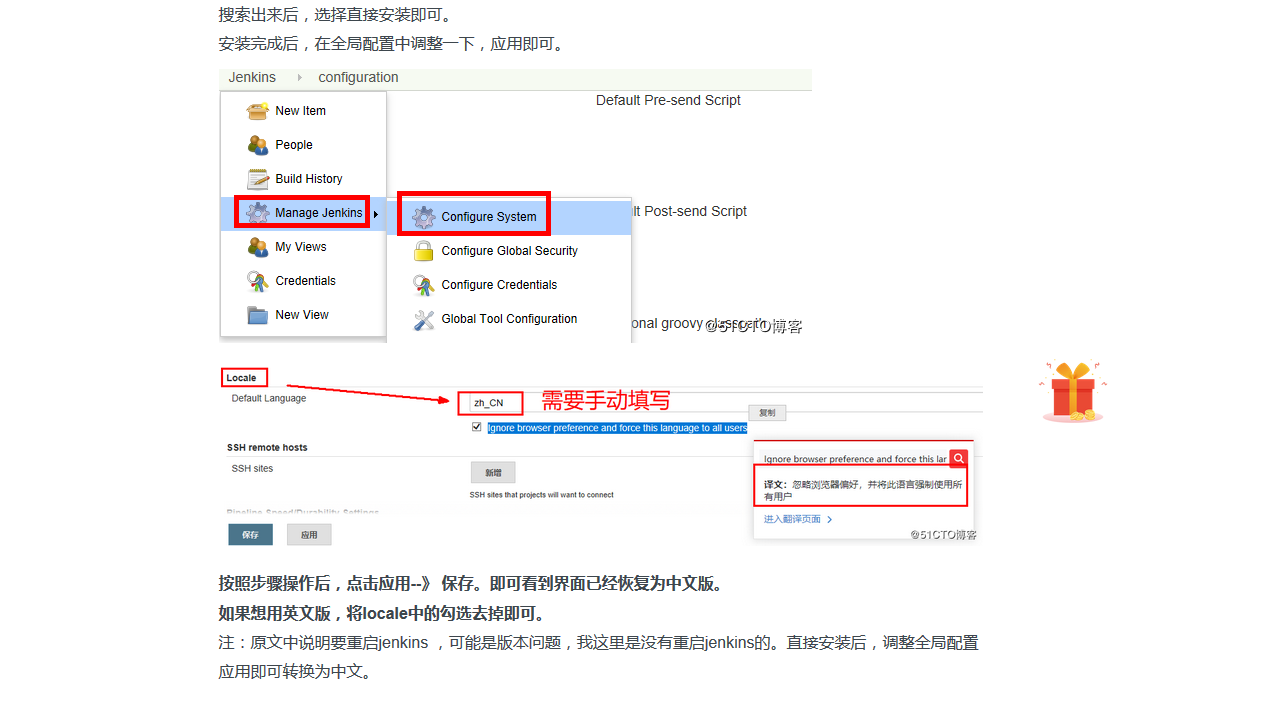 搜索出来后，选择直接安装即可。
安装完成后，在全局配置中调整一下，应用即可。
Jenkins configuration
Default Pre-send Script
New Item
People
Build History
Manage Jenkins
Configure System
lt Post-send Script
My Views
Configure Global Security
Credentials
Configure Credentials
New View
Global Tool Configuration
onal groovy classpath
@51CTO博客
Locale
Default Language
zh_CN
需要手动填写
复制
Ignore browser preference and force this language to all users
SSH remote hosts
Ignore browser preference and force this lar
SSH sites
新增
译文：忽略浏览器偏好，并将此语言强制使用所
有用户
SSH sites that projects will want to connect
Pipeline Speed/Durability Settings
进入翻译页面
保存
应用
@51CTO博客
按照步骤操作后，点击应用--》 保存。即可看到界面已经恢复为中文版。
如果想用英文版，将locale中的勾选去掉即可。
注：原文中说明要重启jenkins ，可能是版本问题，我这里是没有重启jenkins的。直接安装后，调整全局配置
应用即可转换为中文。